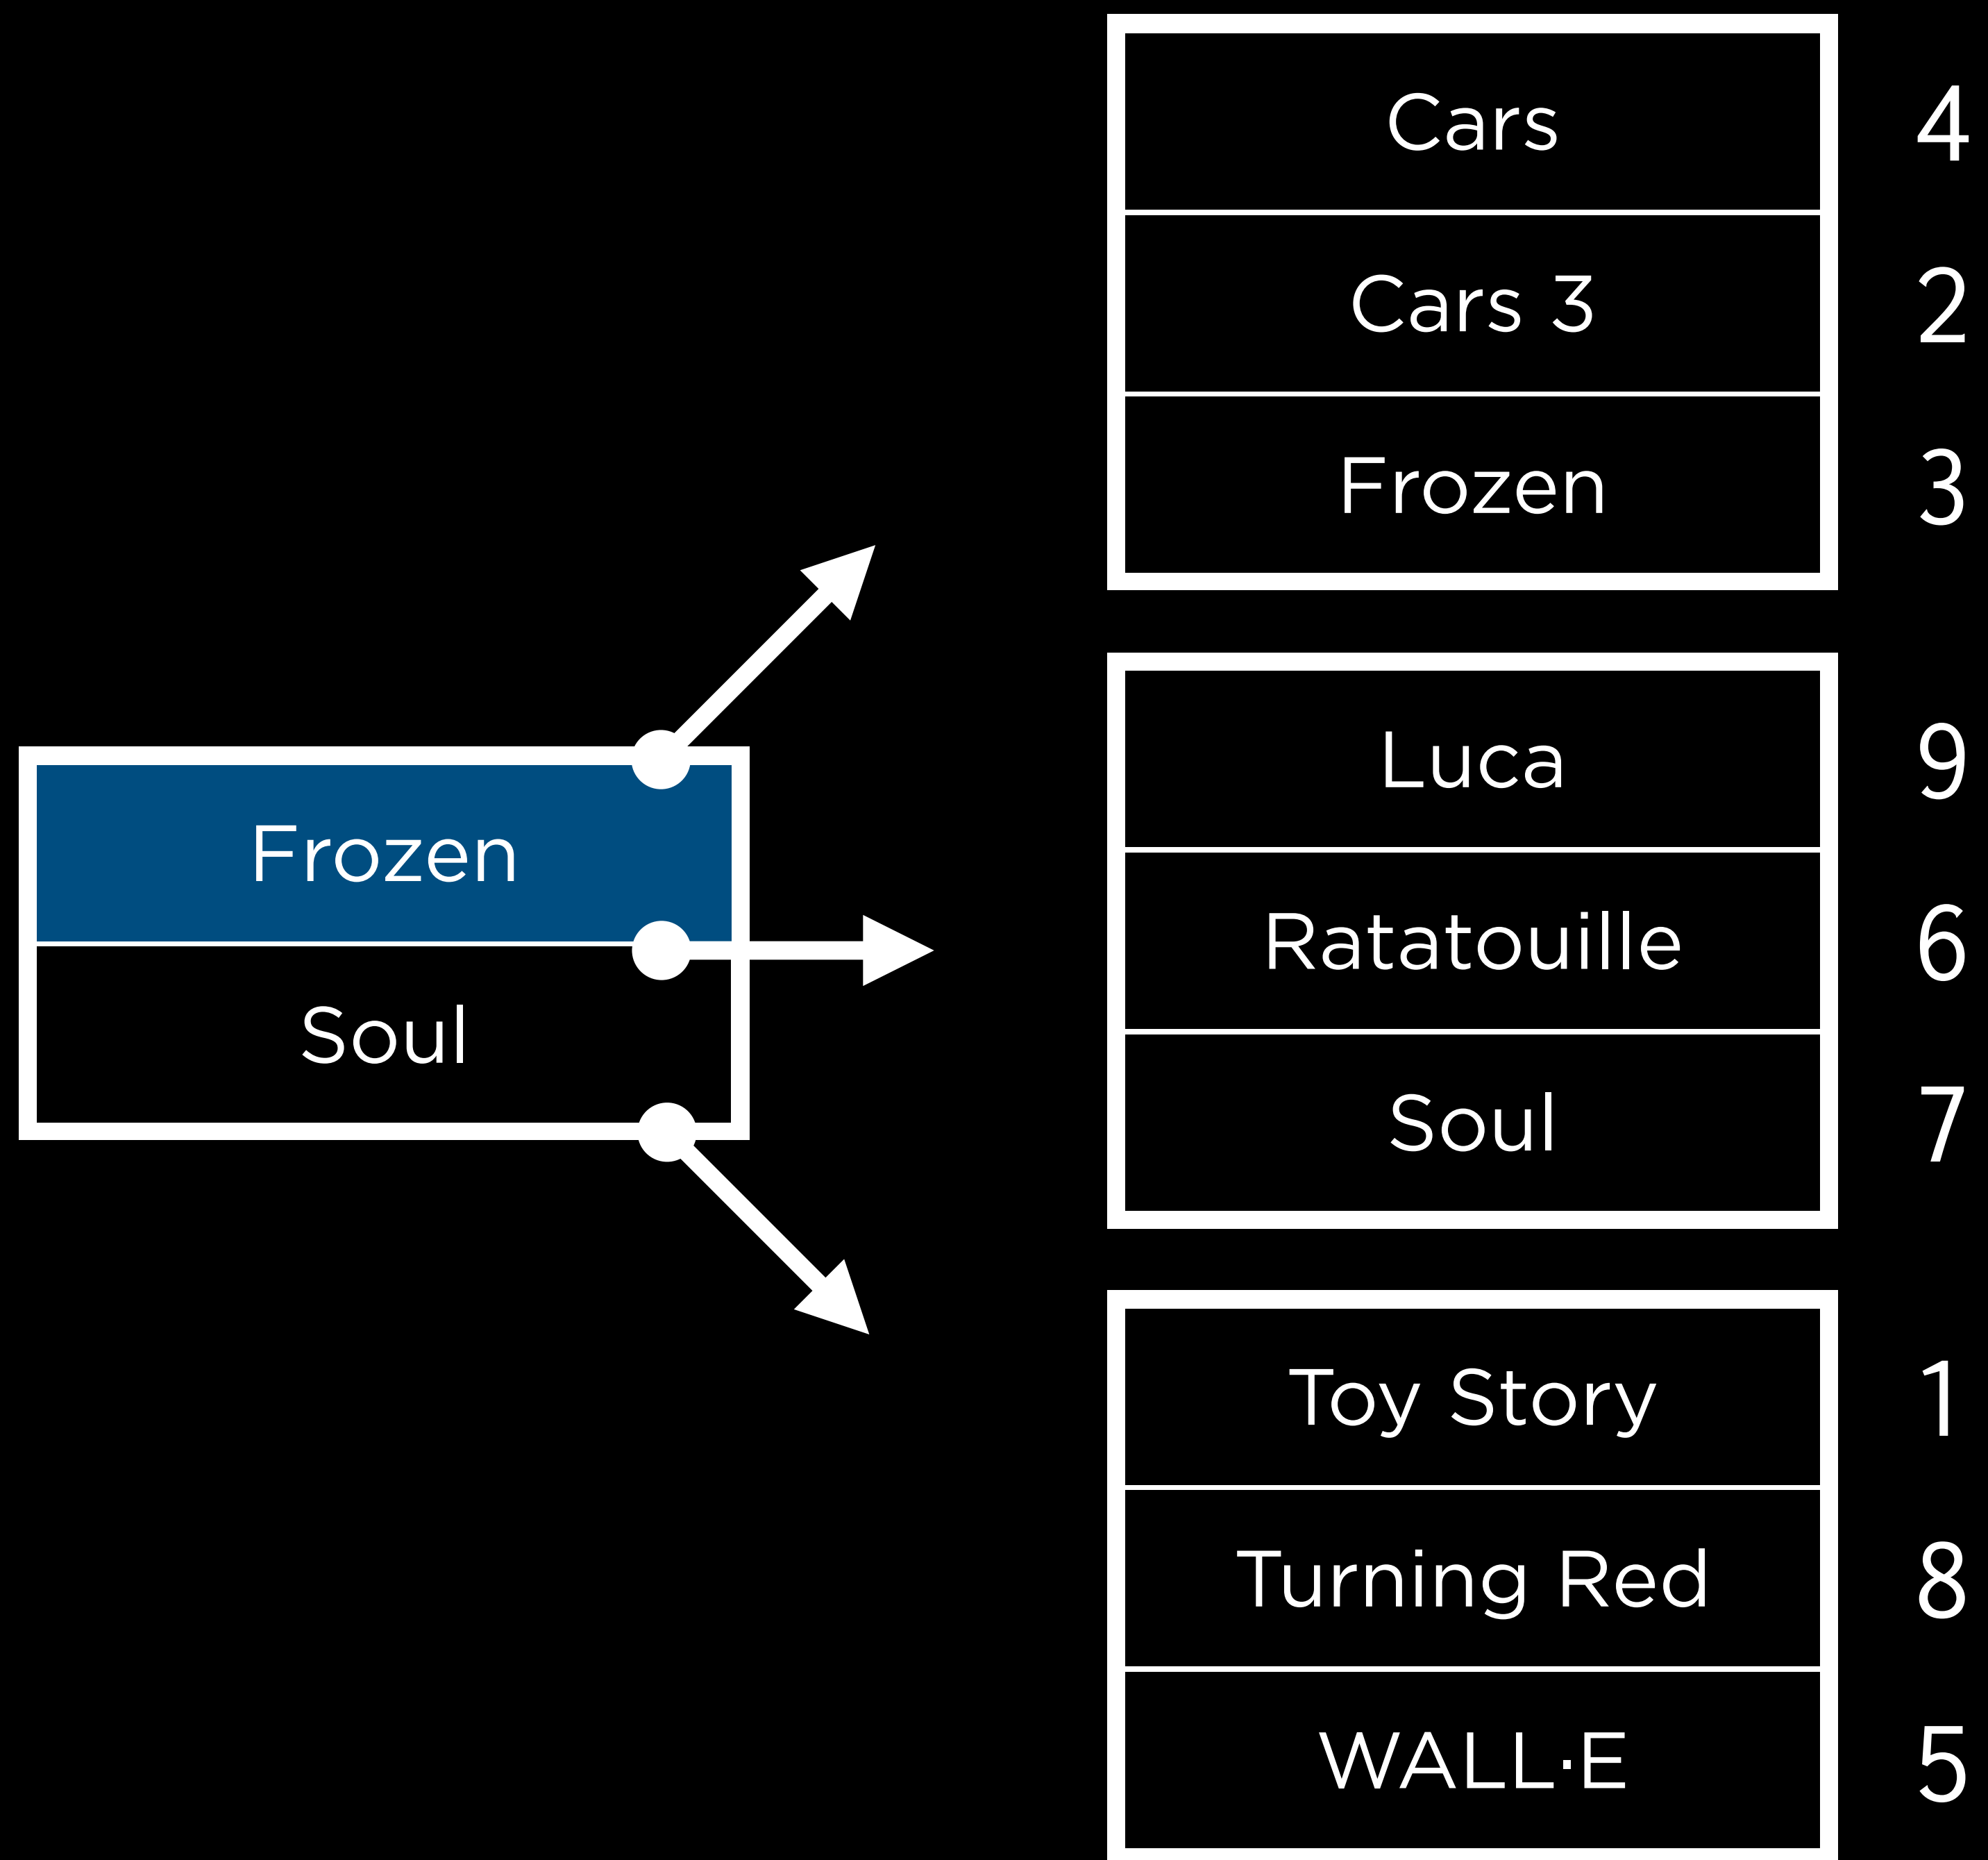 Frozen
Soul
Cars 4
Cars 3 2
Frozen 3
Luca 9
Ratatouille 6
Soul 7
Toy Story 1
Turning Red 8
WALL·E 5